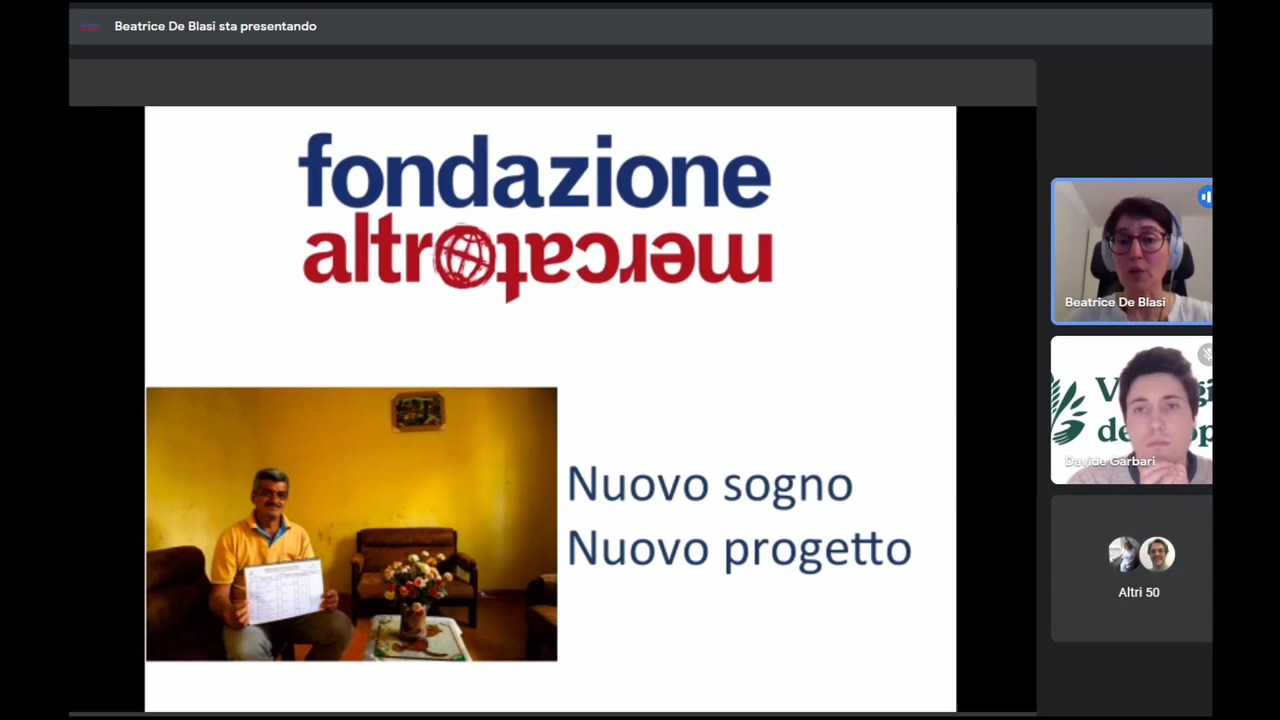 Beatrice De Blasi sta presentando
fondazione
altromercato
Nuovo sogno
Nuovo progetto
Beatrice De Blasi
Davide Garbari
Altri 50